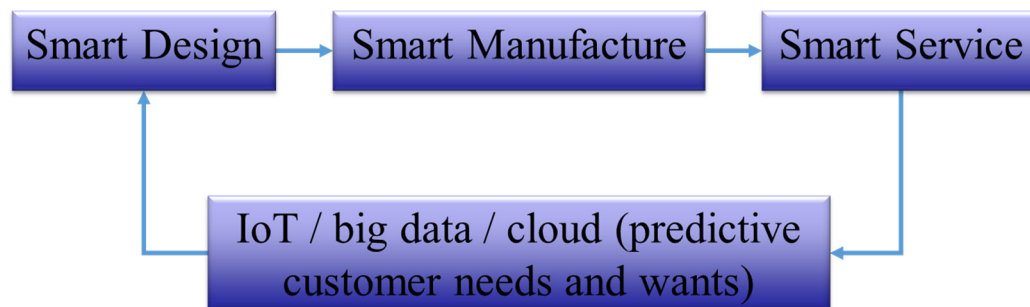 Smart Design
Smart Manufacture
Smart Service
IoT / big data / cloud (predictive
customer needs and wants)